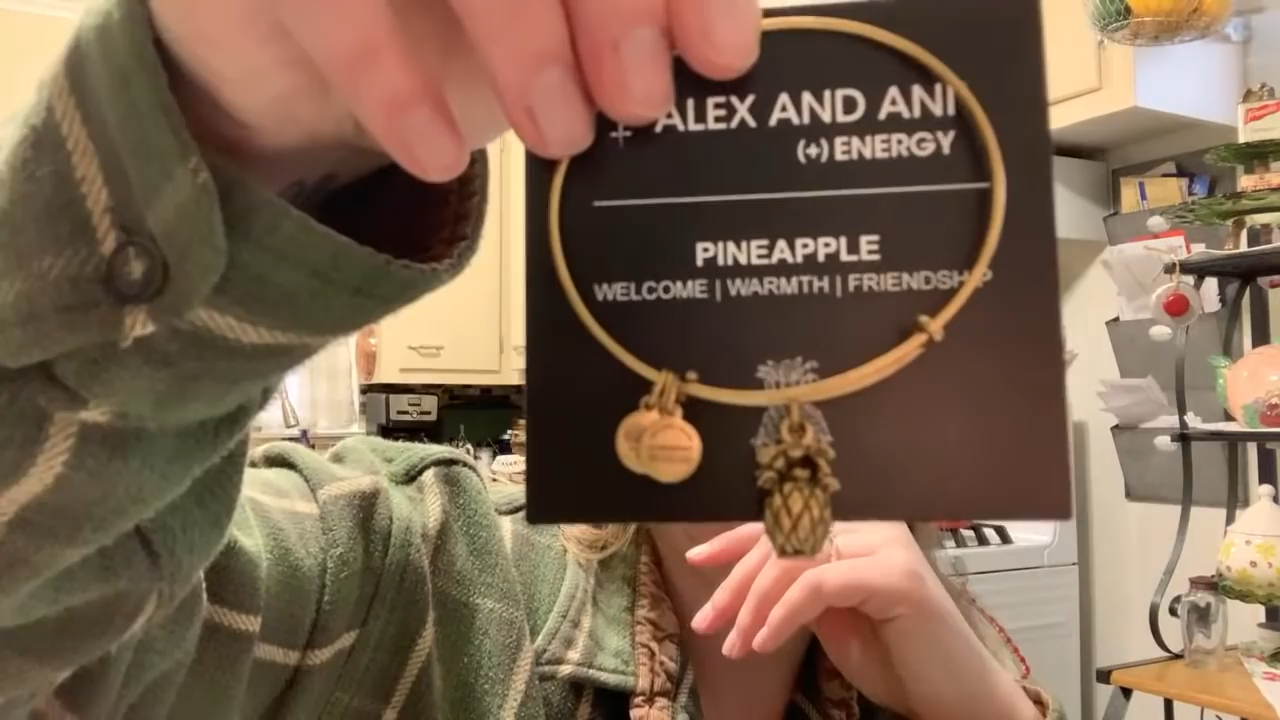 + ALEX AND ANI
(+) ENERGY
PINEAPPLE
WELCOME | WARMTH | FRIENDSHIP